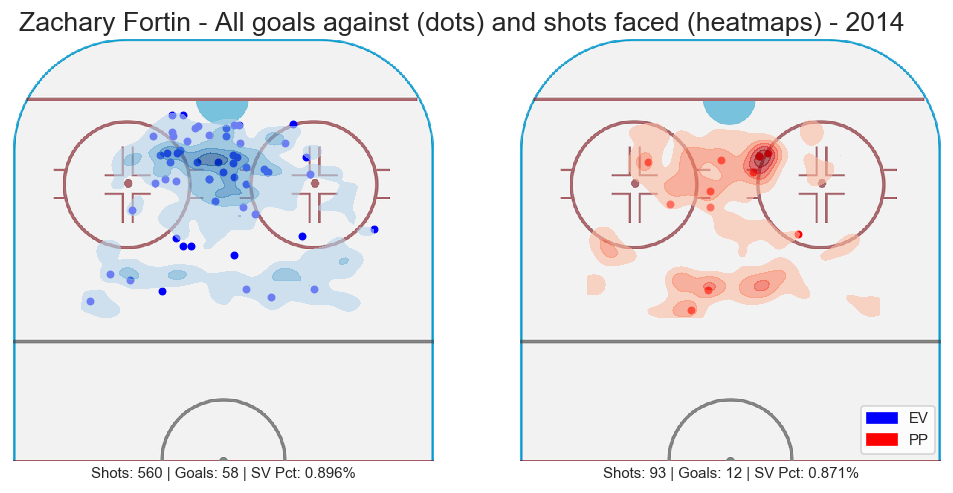 Zachary Fortin - All goals against (dots) and shots faced (heatmaps) - 2014
EV
PP
Shots: 560 | Goals: 58 | SV Pct: 0.896%
Shots: 93 | Goals: 12 | SV Pct: 0.871%